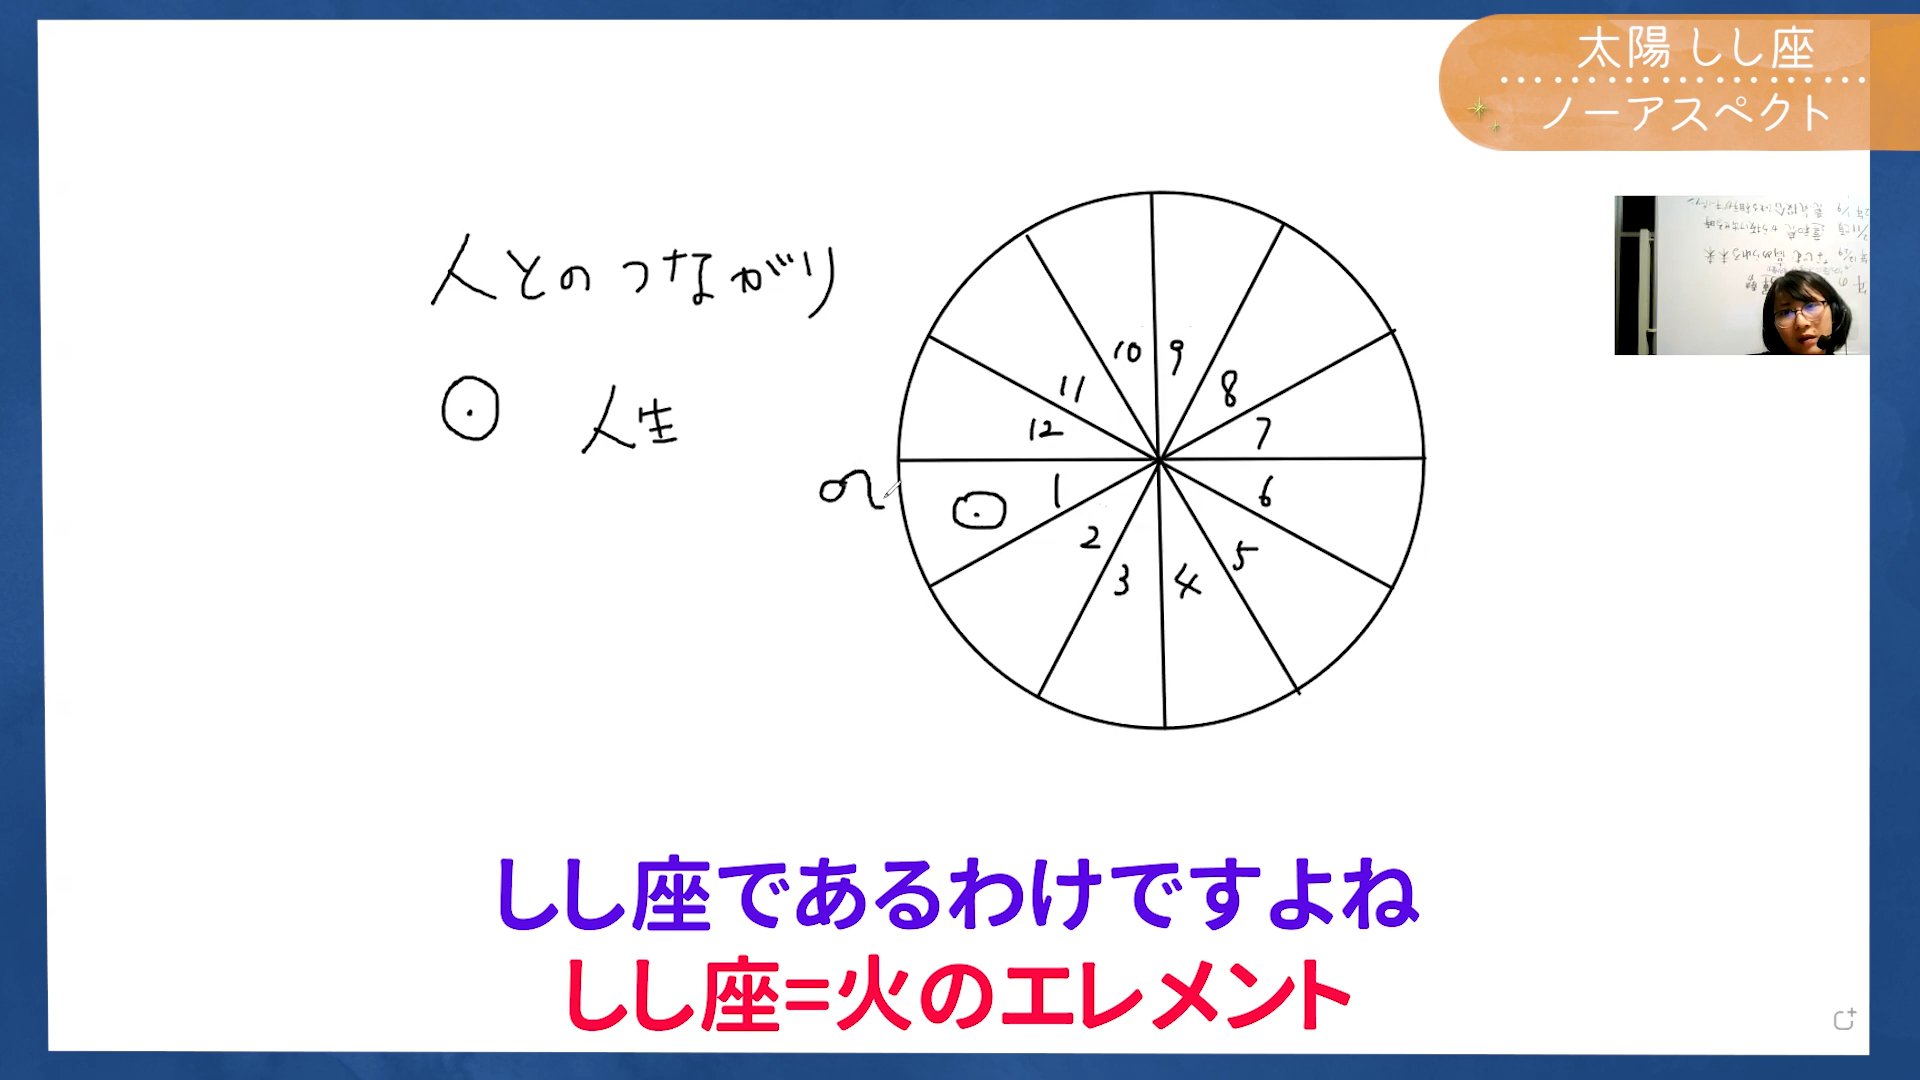 太陽 しし座
ノーアスペクト
人とのつながり
☉ 人生
♌
☉
10 9
11 8
12 7
1 6
2 5
3 4
しし座であるわけですよね
しし座=火のエレメント